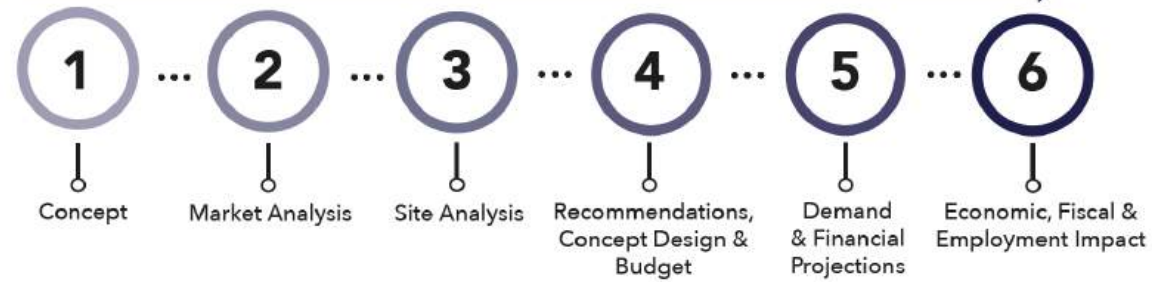 1 ... 2 ... 3 ... 4 ... 5 ... 6
Concept
Market Analysis
Site Analysis
Recommendations,
Concept Design &
Budget
Demand
& Financial
Projections
Economic, Fiscal &
Employment Impact